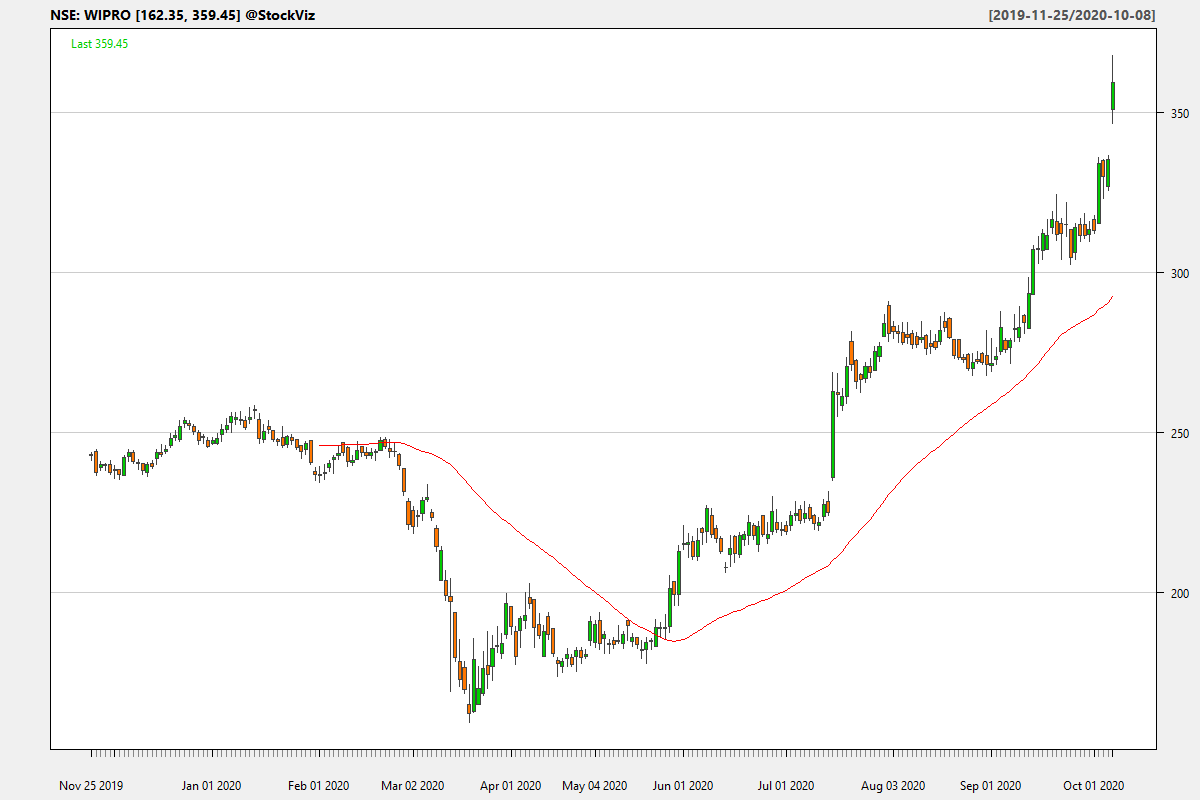 NSE: WIPRO [162.35, 359.45] @StockViz
[2019-11-25/2020-10-08]
Last 359.45
350
300
250
200
Nov 25 2019 Jan 01 2020 Feb 01 2020 Mar 02 2020 Apr 01 2020 May 04 2020 Jun 01 2020 Jul 01 2020 Aug 03 2020 Sep 01 2020 Oct 01 2020